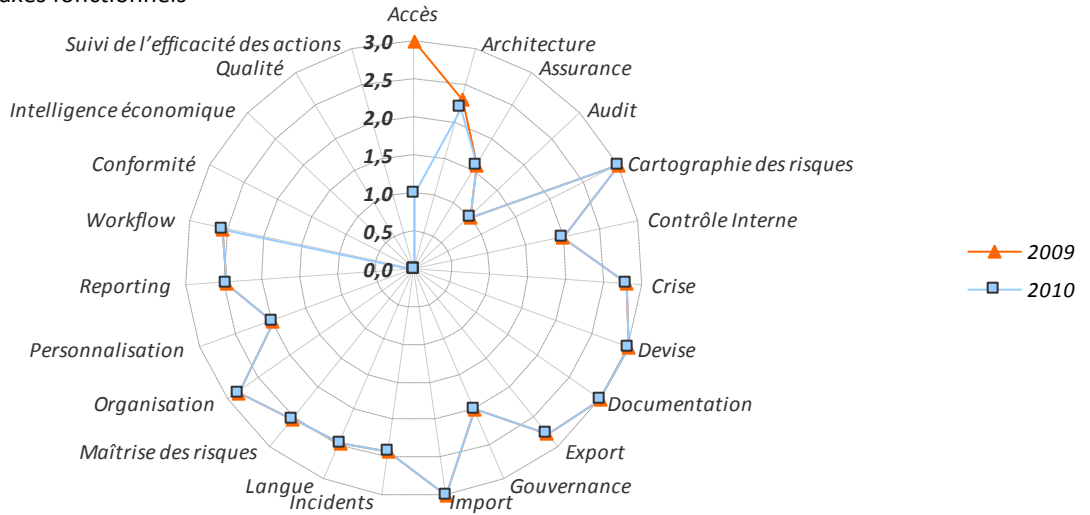 axes fonctionnels
Accès
Architecture
Assurance
Audit
Cartographie des risques
Contrôle Interne
Crise
Devise
Documentation
Export
Gouvernance
Import
Incidents
Langue
Maîtrise des risques
Organisation
Personnalisation
Reporting
Workflow
Conformité
Intelligence économique
Qualité
Suivi de l’efficacité des actions
3,0
2,5
2,0
1,5
1,0
0,5
0,0
2009
2010